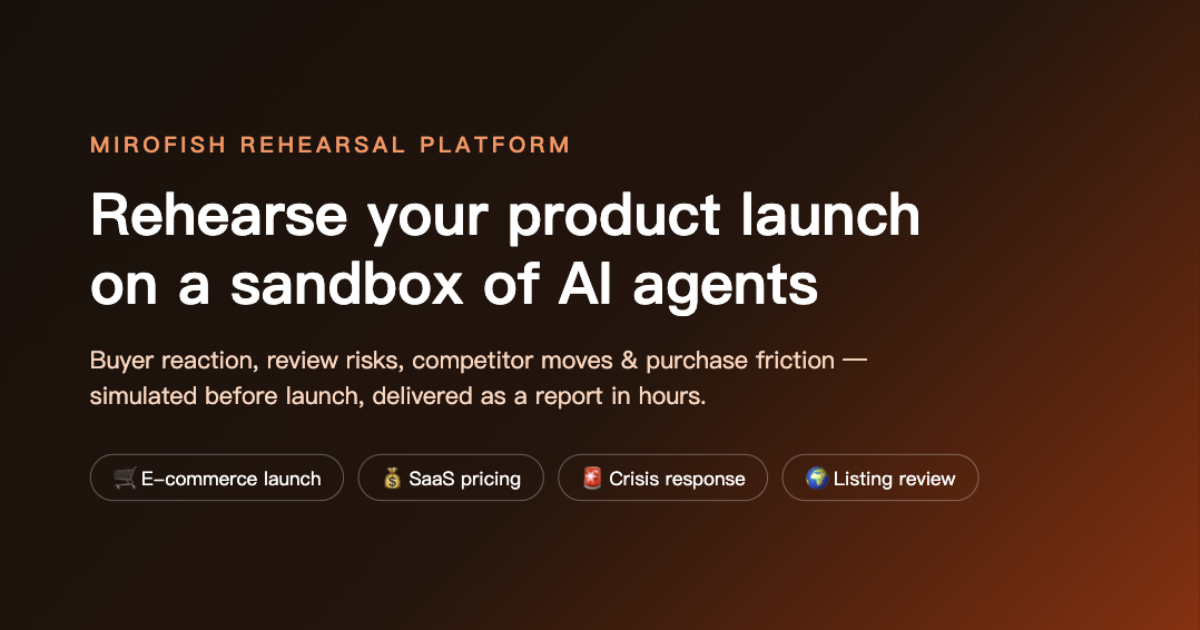 MIROFISH REHEARSAL PLATFORM
Rehearse your product launch
on a sandbox of AI agents
Buyer reaction, review risks, competitor moves & purchase friction —
simulated before launch, delivered as a report in hours.
🛒 E-commerce launch
💰 SaaS pricing
🚨 Crisis response
🌍 Listing review